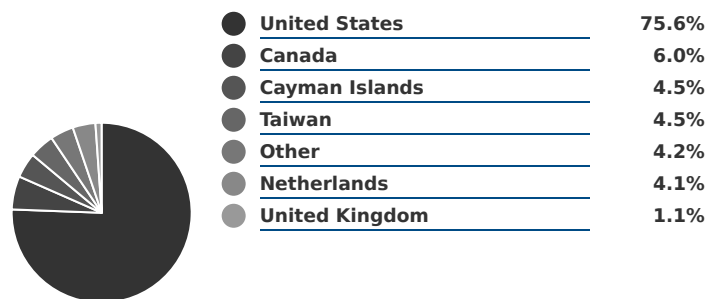 United States 75.6%
Canada 6.0%
Cayman Islands 4.5%
Taiwan 4.5%
Other 4.2%
Netherlands 4.1%
United Kingdom 1.1%